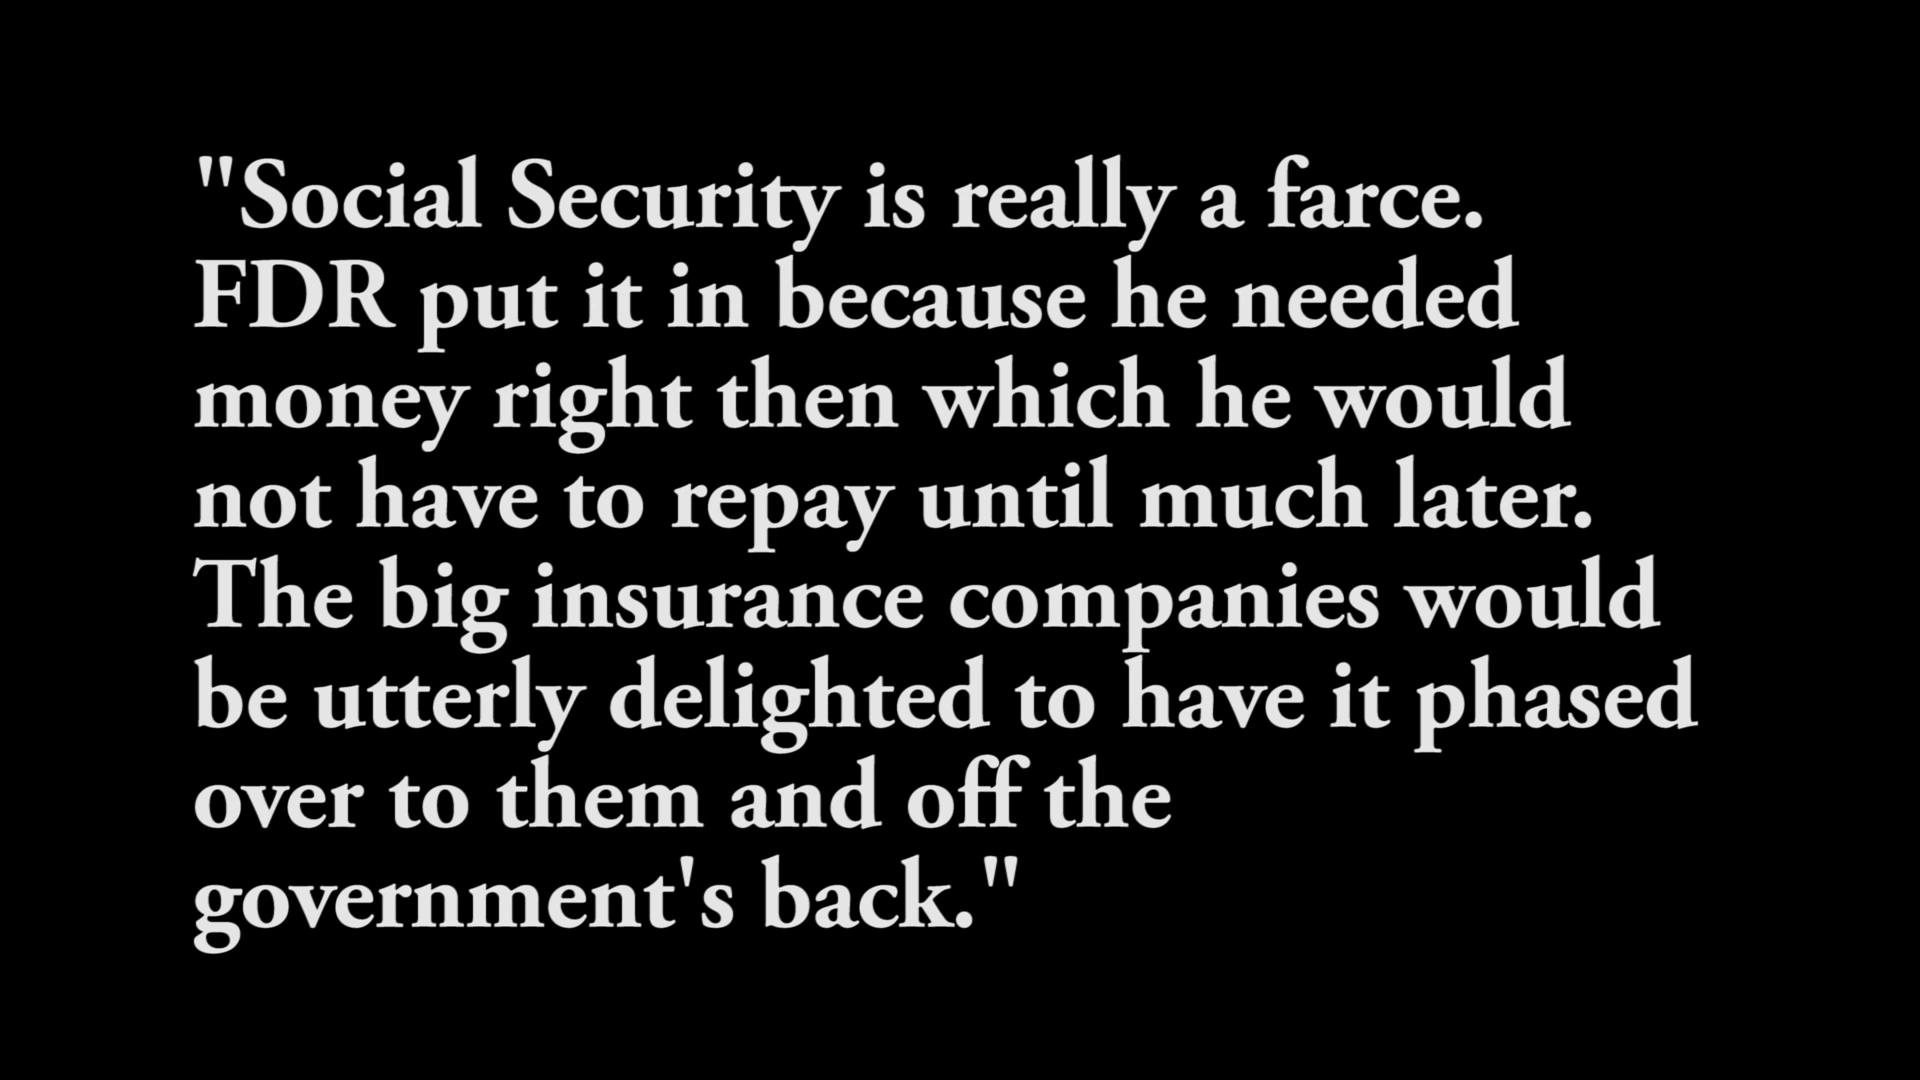 "Social Security is really a farce.
FDR put it in because he needed
money right then which he would
not have to repay until much later.
The big insurance companies would
be utterly delighted to have it phased
over to them and off the
government's back."